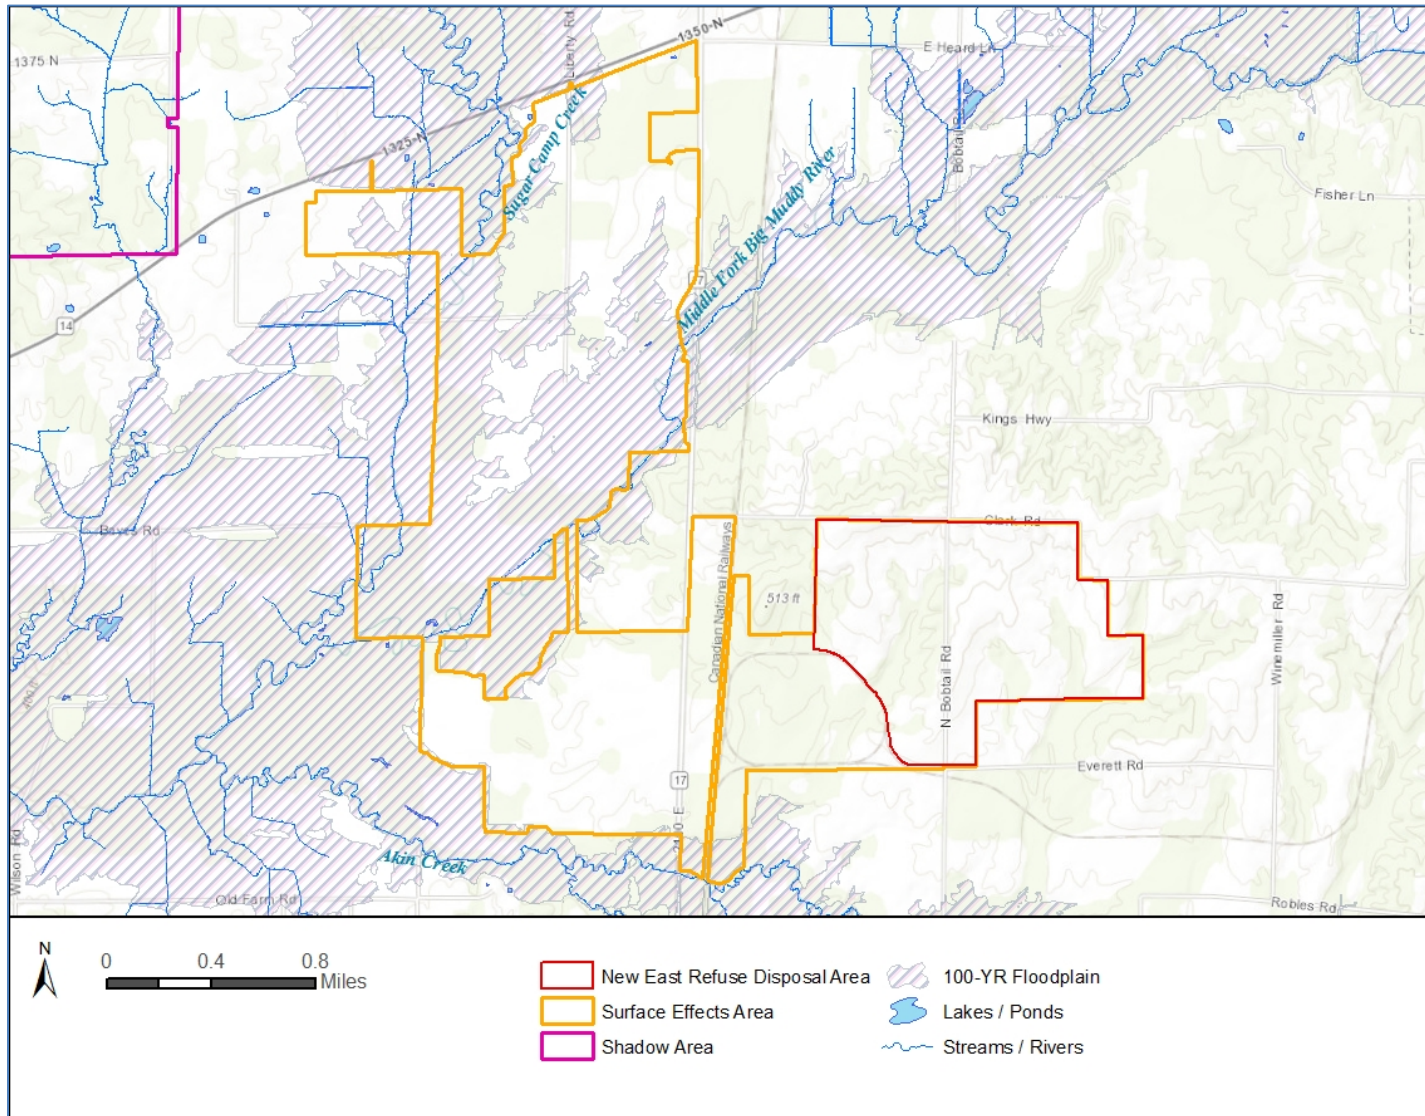 1350-N
E Heard Ln
Liberty Rd
1375 N
1325-N
Sugar Camp Creek
Bobtail Rd
Fisher Ln
Middle Fork Big Muddy River
14
Kings Hwy
Clark Rd
Canadian National Railways
513 ft
Winemiller Rd
N Bobtail Rd
400 ft
Everett Rd
17
Akin Creek
Wilson Rd
Old Farm Rd
Robles Rd
N
0 0.4 0.8
Miles
New East Refuse Disposal Area
Surface Effects Area
Shadow Area
100-YR Floodplain
Lakes / Ponds
Streams / Rivers